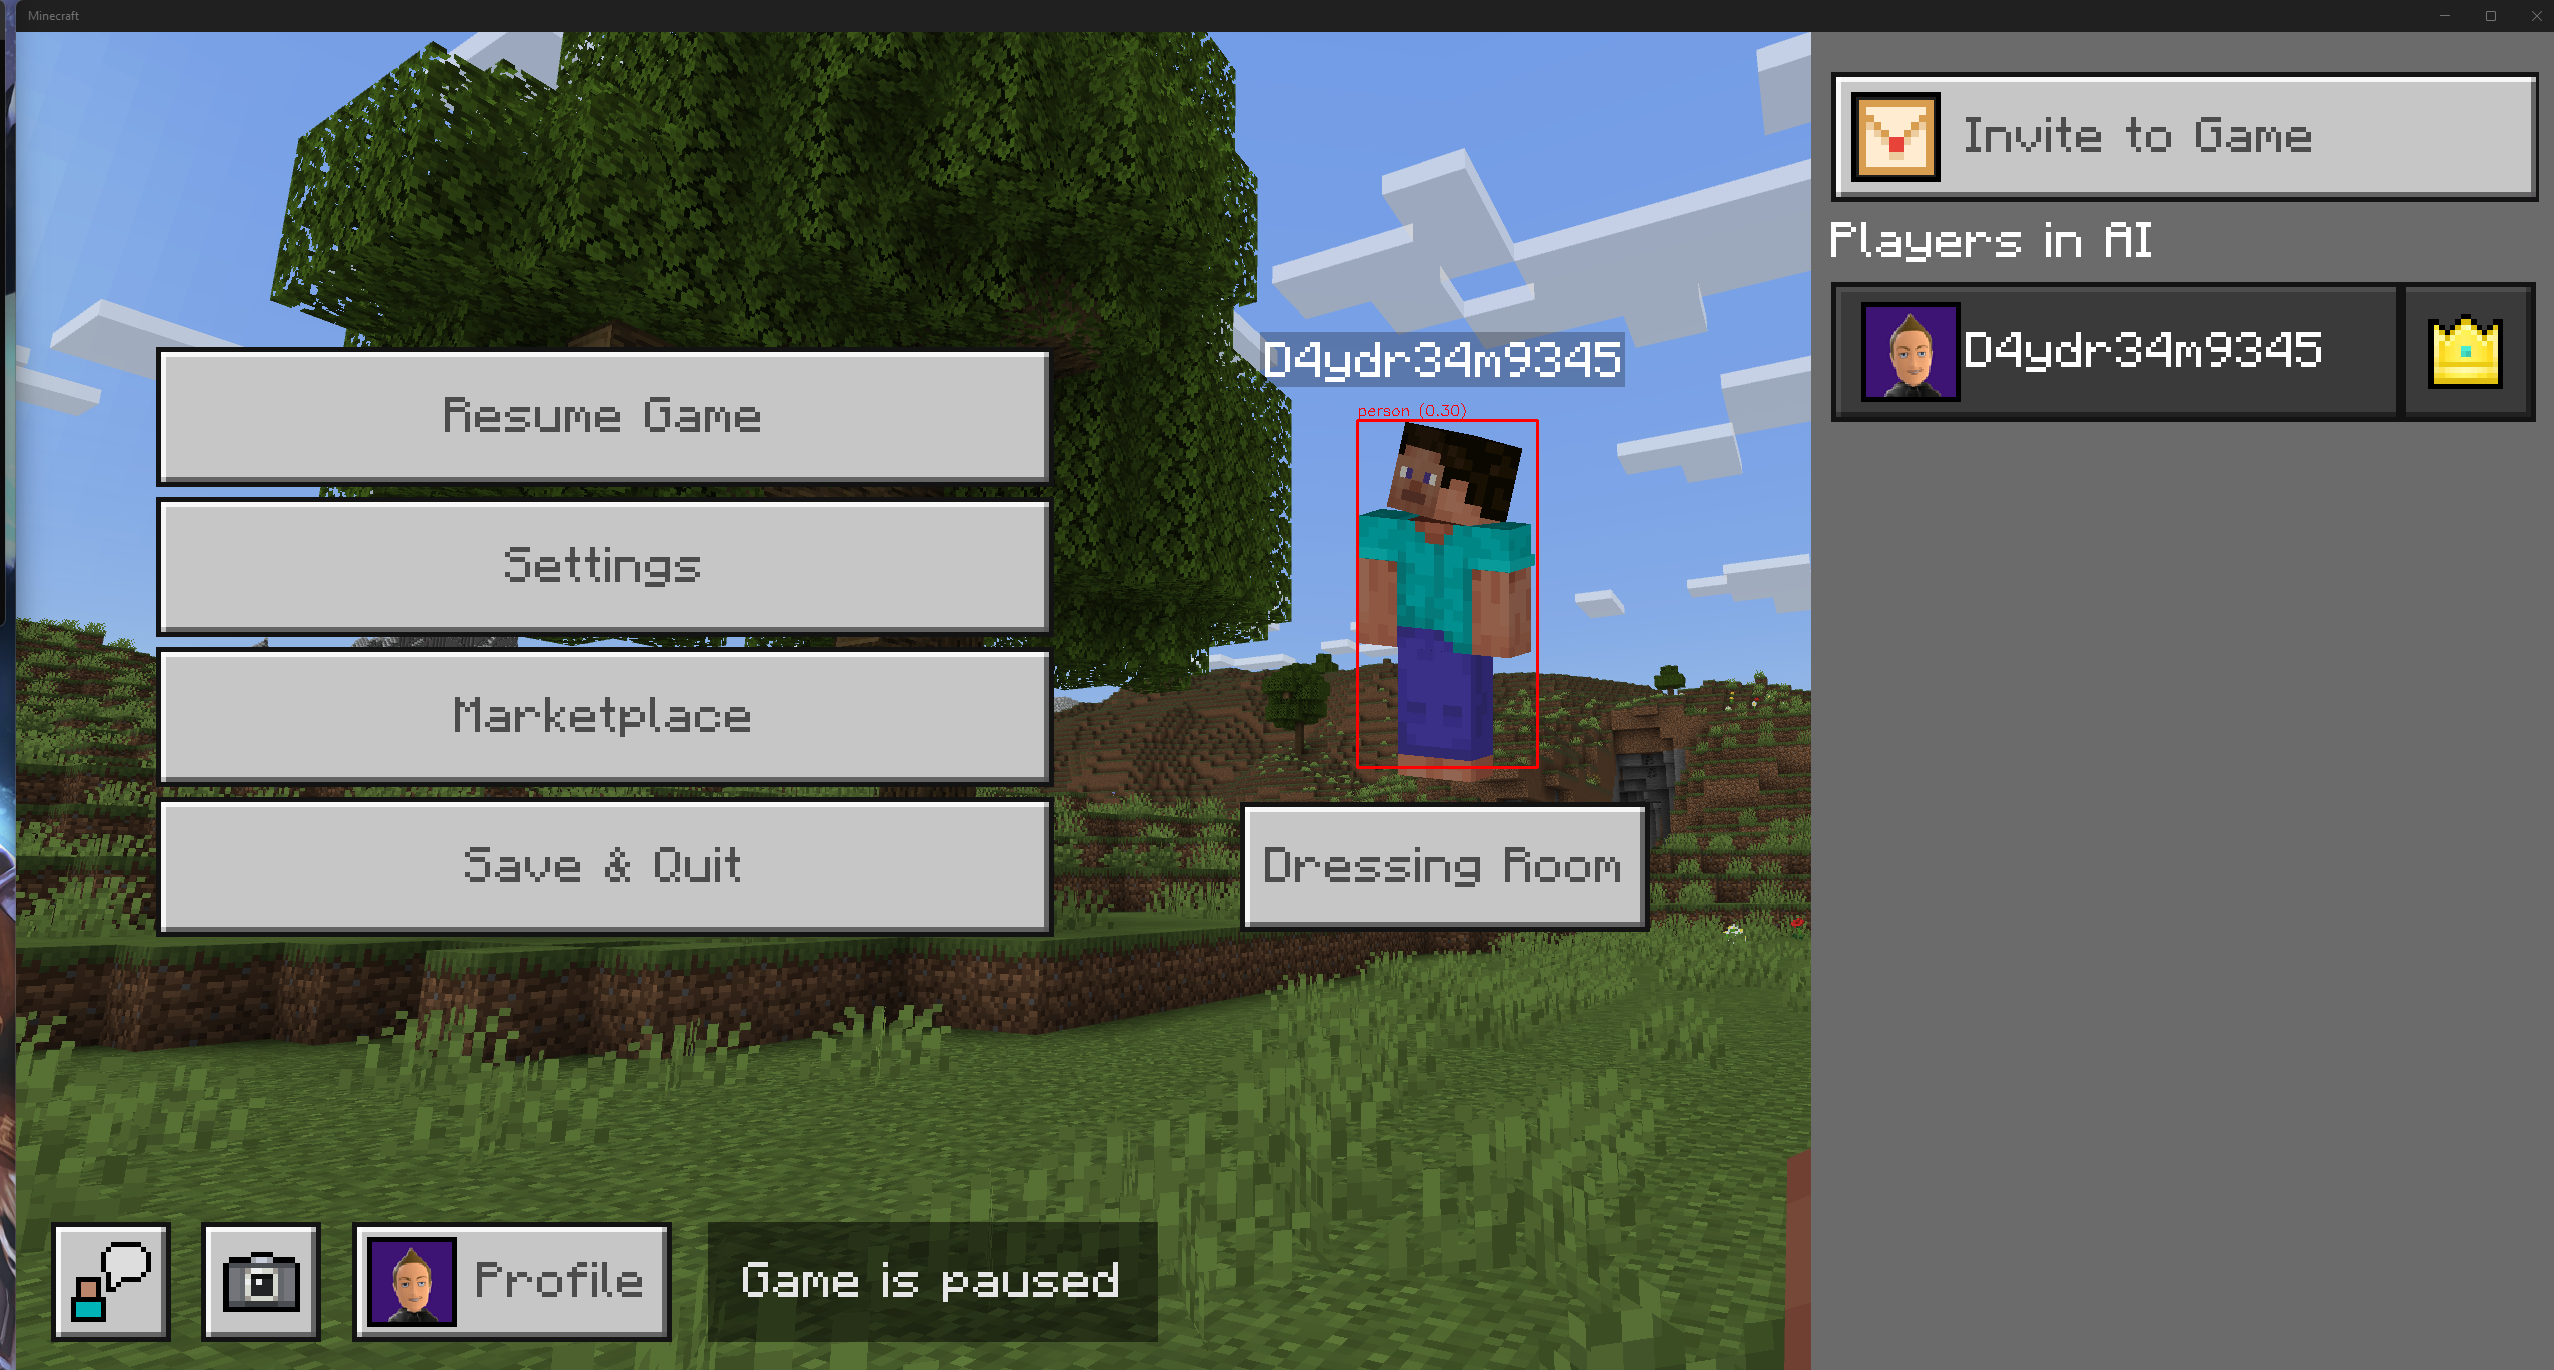 Minecraft
Invite to Game
Players in AI
D4ydr34m9345
D4ydr34m9345
person (0.30)
Resume Game
Settings
Marketplace
Save & Quit
Dressing Room
Profile
Game is paused